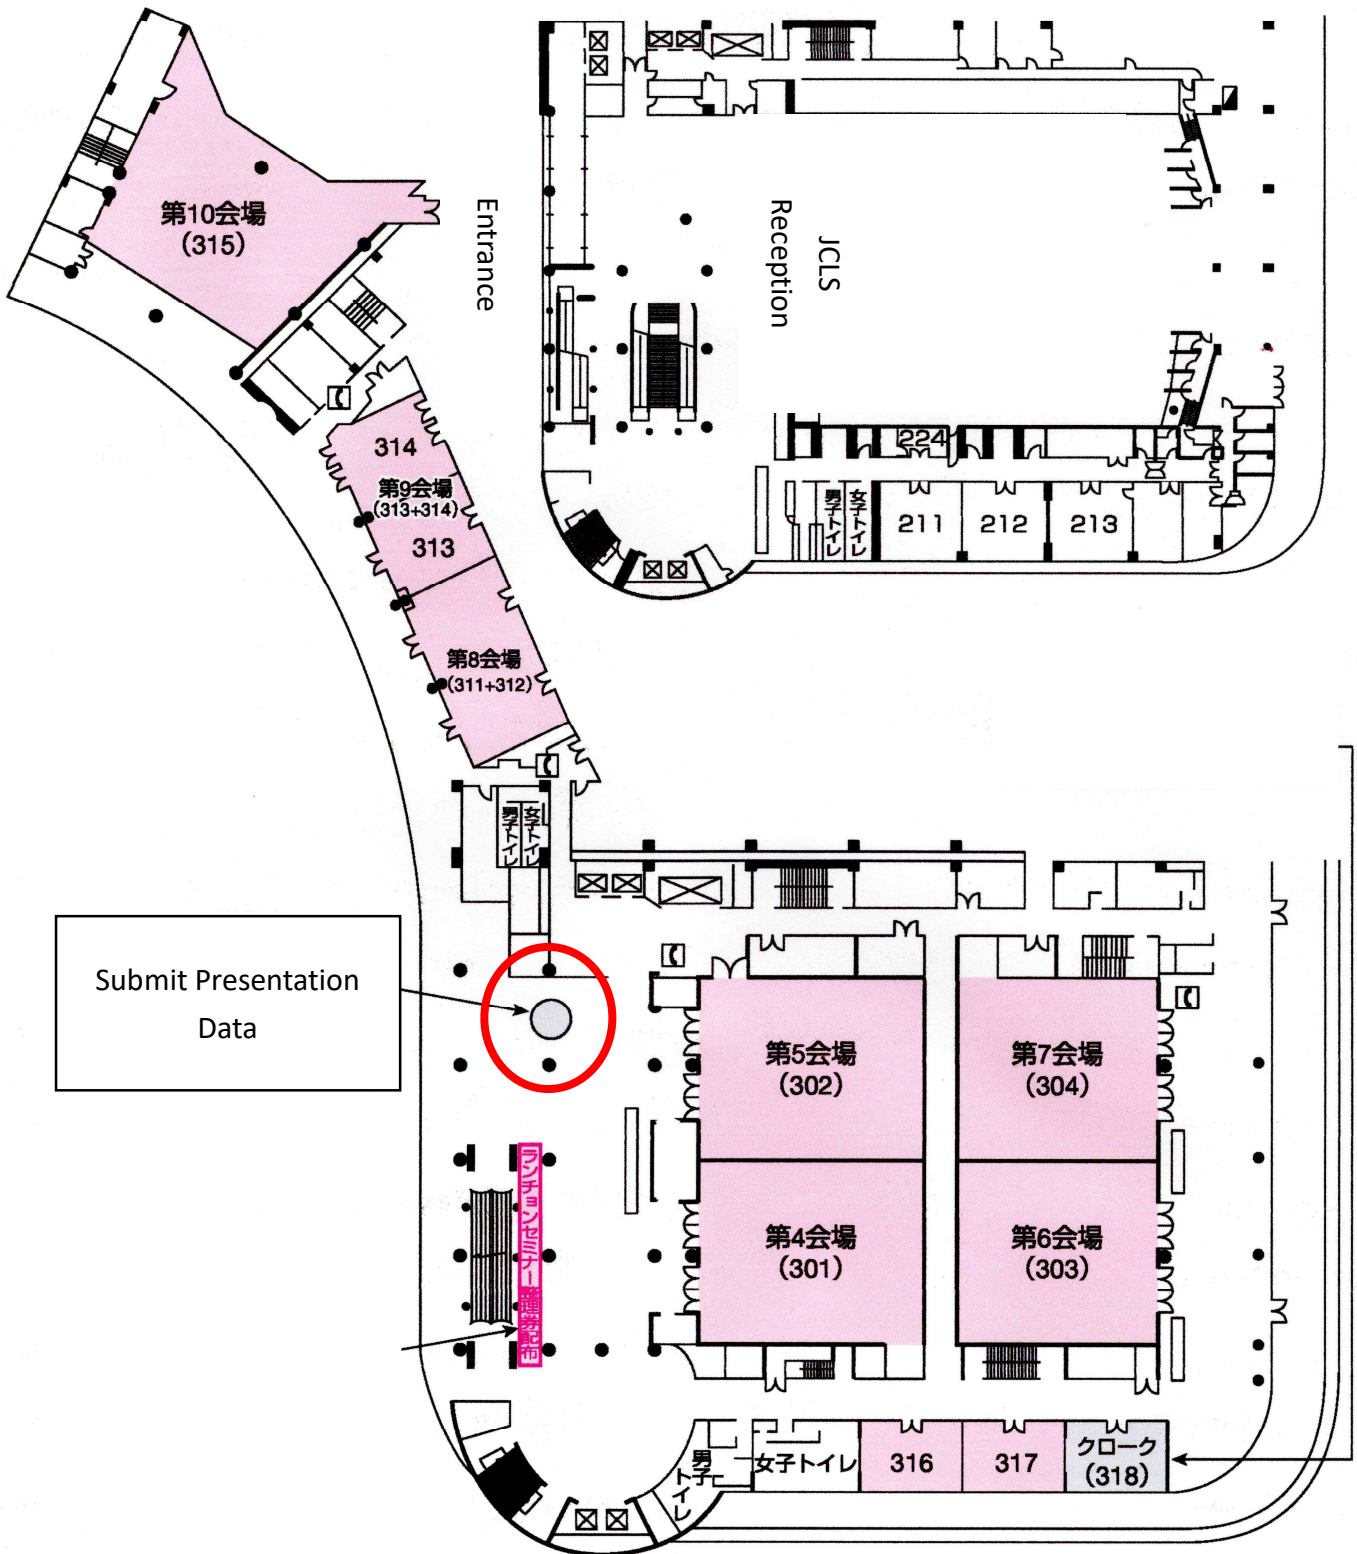 第10会場
(315)
Entrance
JCLS
Reception
314
第9会場
(313+314)
313
第8会場
(311+312)
224
男子トイレ
女子トイレ
211
212
213
男子トイレ
女子トイレ
Submit Presentation
Data
第5会場
(302)
第7会場
(304)
ランチョンセミナー整理券配布
第4会場
(301)
第6会場
(303)
男子
トイレ
女子トイレ
316
317
クローク
(318)